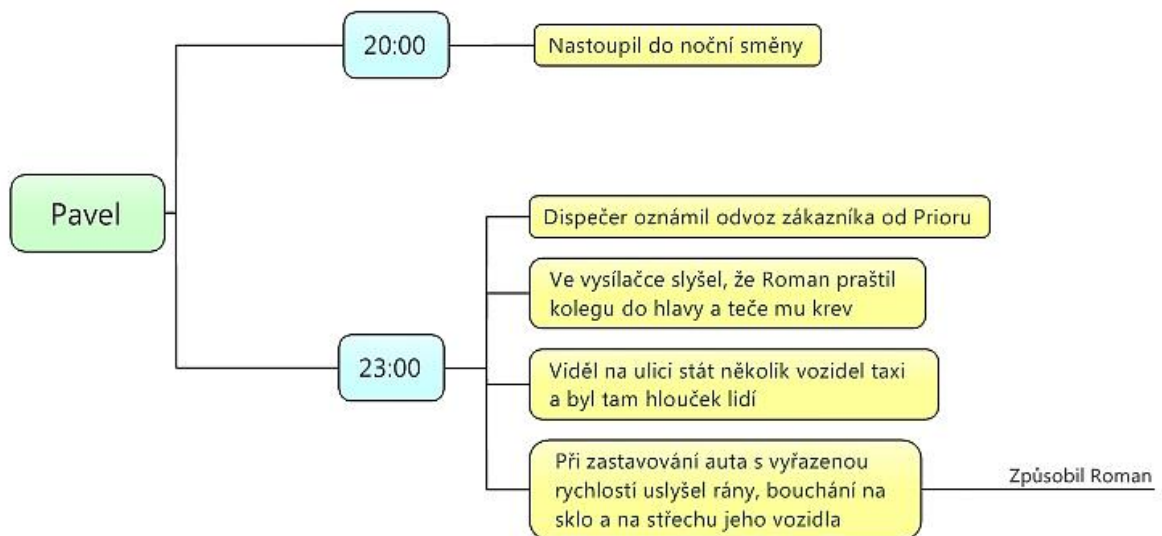 20:00
Nastoupil do noční směny
Pavel
Dispečer oznámil odvoz zákazníka od Prioru
Ve vysílačce slyšel, že Roman praštil
kolegu do hlavy a teče mu krev
23:00
Viděl na ulici stát několik vozidel taxi
a byl tam hlouček lidí
Při zastavování auta s vyřazenou
rychlostí uslyšel rány, bouchání na
sklo a na střechu jeho vozidla
Způsobil Roman